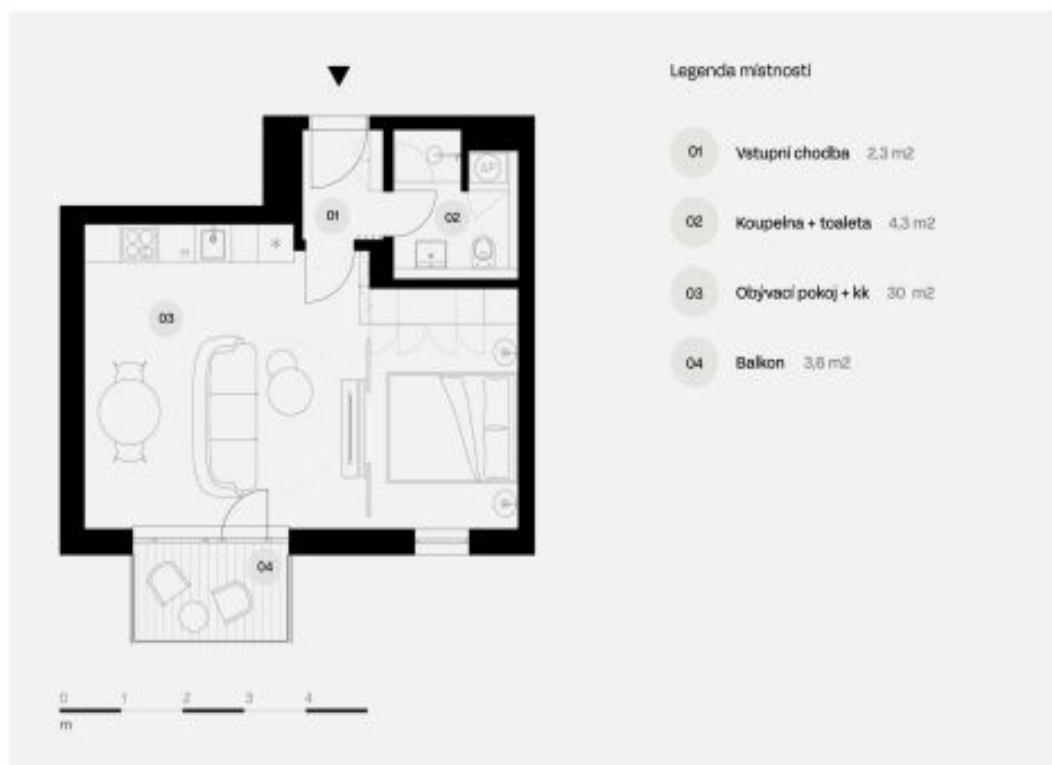 Legenda místností
01 Vstupní chodba 2,3 m2
02 Koupelna + toaleta 4,3 m2
03 Obývací pokoj + kk 30 m2
04 Balkon 3,6 m2
01
02
03
04
0 1 2 3 4
m